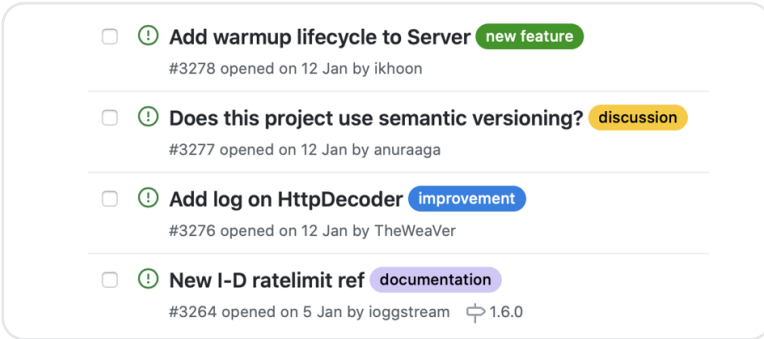 Add warmup lifecycle to Server new feature
#3278 opened on 12 Jan by ikhoon
Does this project use semantic versioning? discussion
#3277 opened on 12 Jan by anuraaga
Add log on HttpDecoder improvement
#3276 opened on 12 Jan by TheWeaVer
New I-D ratelimit ref documentation
#3264 opened on 5 Jan by ioggstream 1.6.0